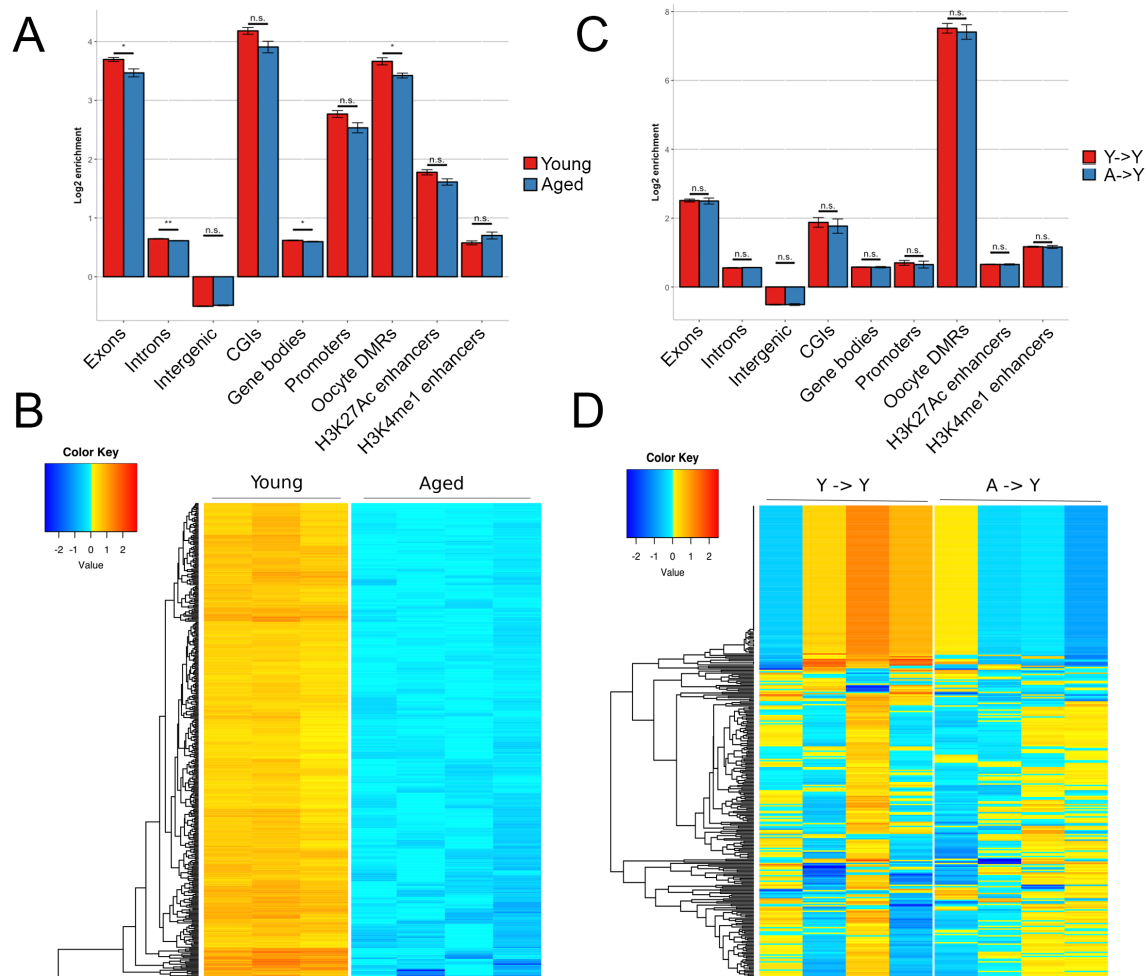 A
Log2 enrichment
4
3
2
1
0
*
**
n.s.
n.s.
*
n.s.
*
n.s.
n.s.
Exons
Introns
Intergenic
CGIs
Gene bodies
Promoters
Oocyte DMRs
H3K27Ac enhancers
H3K4me1 enhancers
Young
Aged
C
Log2 enrichment
8
6
4
2
0
n.s.
n.s.
n.s.
n.s.
n.s.
n.s.
n.s.
n.s.
n.s.
Exons
Introns
Intergenic
CGIs
Gene bodies
Promoters
Oocyte DMRs
H3K27Ac enhancers
H3K4me1 enhancers
Y->Y
A->Y
B
Color Key
-2 -1 0 1 2
Value
Young Aged
D
Color Key
-2 -1 0 1 2
Value
Y -> Y A -> Y